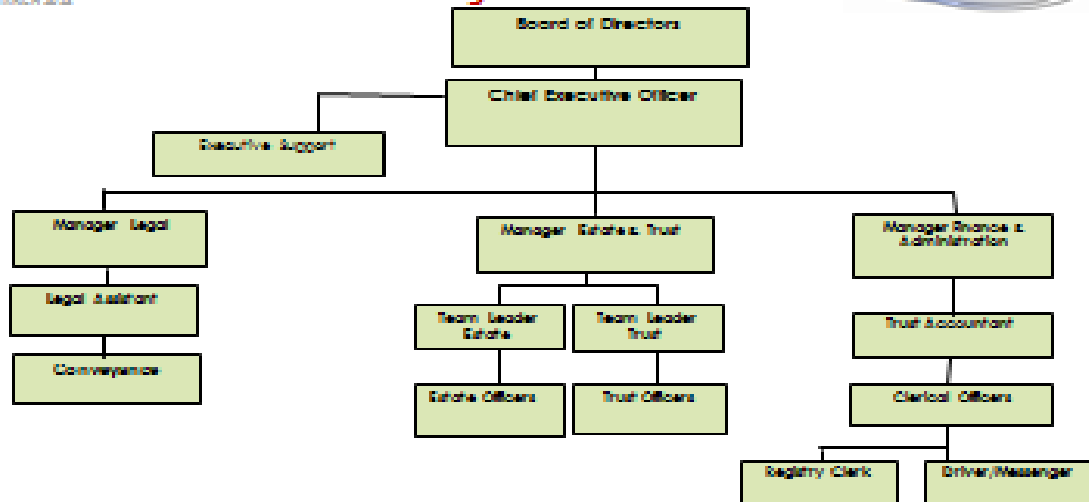 Board of Directors
Chief Executive Officer
Executive Support
Manager Legal
Manager Estate & Trust
Manager Finance &
Administration
Legal Assistant
Team Leader
Estate
Team Leader
Trust
Trust Accountant
Conveyance
Estate Officers
Trust Officers
Clerical Officers
Registry Clerk
Driver/Messenger